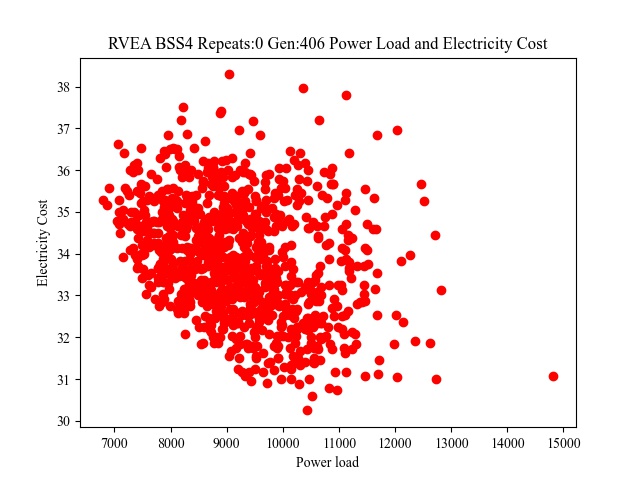 RVEA BSS4 Repeats:0 Gen:406 Power Load and Electricity Cost
38
37
36
35
34
33
32
31
30
Electricity Cost
7000 8000 9000 10000 11000 12000 13000 14000 15000
Power load